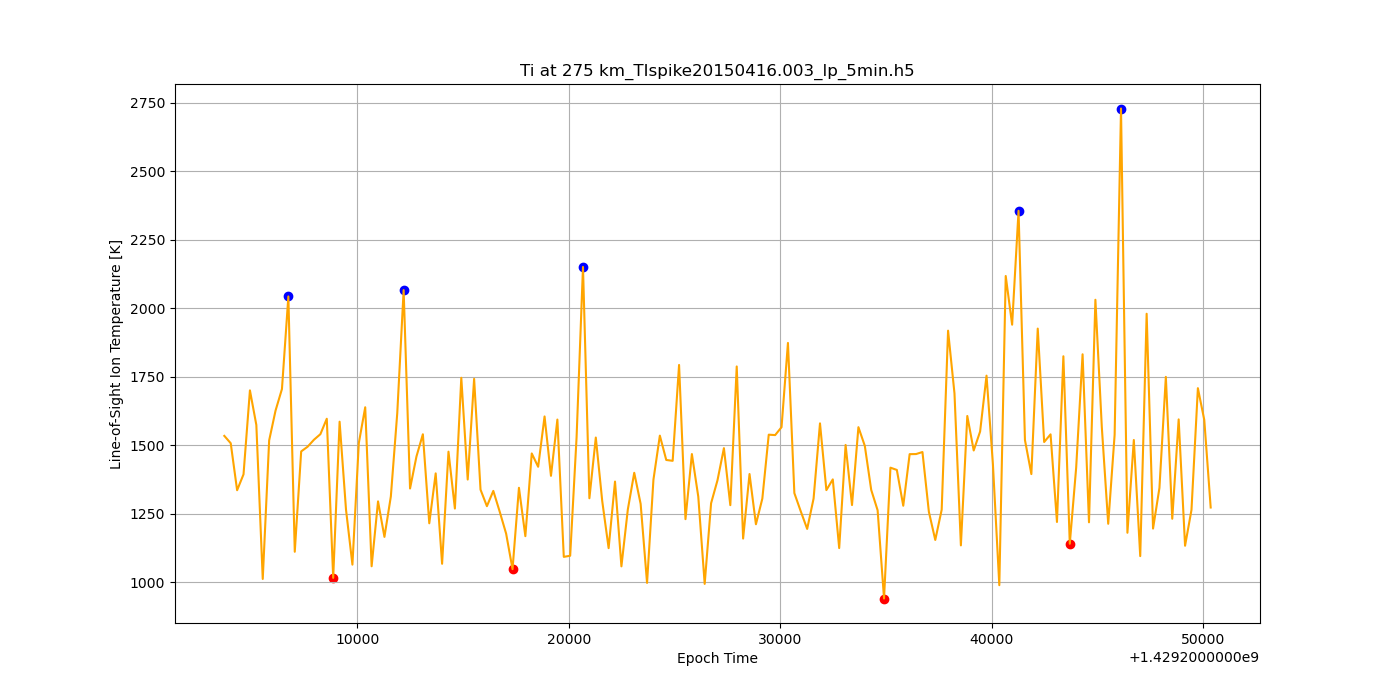 Ti at 275 km_TIspike20150416.003_lp_5min.h5
Line-of-Sight Ion Temperature [K]
2750
2500
2250
2000
1750
1500
1250
1000
10000 20000 30000 40000 50000
Epoch Time
+1.4292000000e9